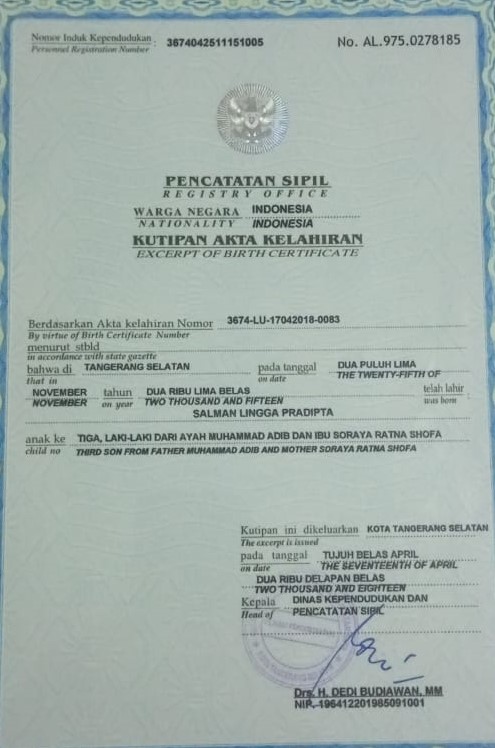 Nomor Induk Kependudukan : 3674042511151005
Personnel Registration Number
No. AL.975.0278185
PENCATATAN SIPIL
REGISTRY OFFICE
WARGA NEGARA INDONESIA
NATIONALITY INDONESIA
KUTIPAN AKTA KELAHIRAN
EXCERPT OF BIRTH CERTIFICATE
Berdasarkan Akta kelahiran Nomor 3674-LU-17042018-0083
By virtue of Birth Certificate Number
menurut stbld
in accordance with state gazette
bahwa di TANGERANG SELATAN pada tanggal DUA PULUH LIMA
that in on date THE TWENTY-FIFTH OF
NOVEMBER tahun DUA RIBU LIMA BELAS telah lahir
NOVEMBER on year TWO THOUSAND AND FIFTEEN was born
SALMAN LINGGA PRADIPTA
anak ke TIGA, LAKI-LAKI DARI AYAH MUHAMMAD ADIB DAN IBU SORAYA RATNA SHOFA
child no THIRD SON FROM FATHER MUHAMMAD ADIB AND MOTHER SORAYA RATNA SHOFA
Kutipan ini dikeluarkan KOTA TANGERANG SELATAN
The excerpt is issued
pada tanggal TUJUH BELAS APRIL
on date THE SEVENTEENTH OF APRIL
DUA RIBU DELAPAN BELAS
TWO THOUSAND AND EIGHTEEN
Kepala DINAS KEPENDUDUKAN DAN
Head of PENCATATAN SIPIL
Drs. H. DEDI BUDIAWAN, MM
NIP. 196412201985091001